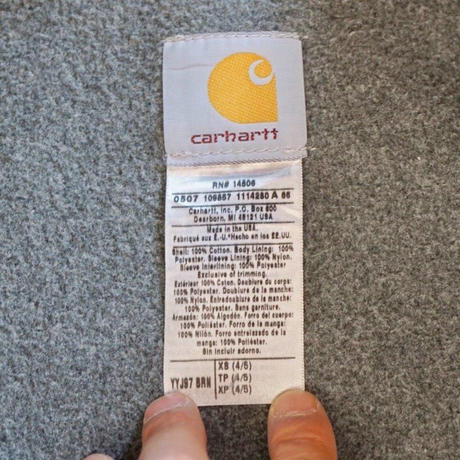 carhartt
RN# 14806
0507 109857 1114280 A 66
Carhartt, Inc. P.O. Box 600
Dearborn, MI 48121 USA
Made in the USA.
Fabriqué aux É.-U.*Hecho en los EE.UU.
Shell: 100% Cotton. Body Lining: 100%
Polyester. Sleeve Lining: 100% Nylon.
Sleeve Interlining: 100% Polyester
Exclusive of trimming.
Extérieur 100% Coton. Doublure du corps:
100% Polyester. Doublure de la manche:
100% Nylon. Entredoublure de la manche:
100% Polyester. Sans garniture.
Armazón: 100% Algodón. Forro del cuerpo:
100% Poliéster. Forro de la manga:
100% Nilón. Forro entrelazado de la
manga: 100% Poliéster.
Sin incluir adorno.
YYJ97 BRN
XS (4/5)
TP (4/5)
XP (4/5)